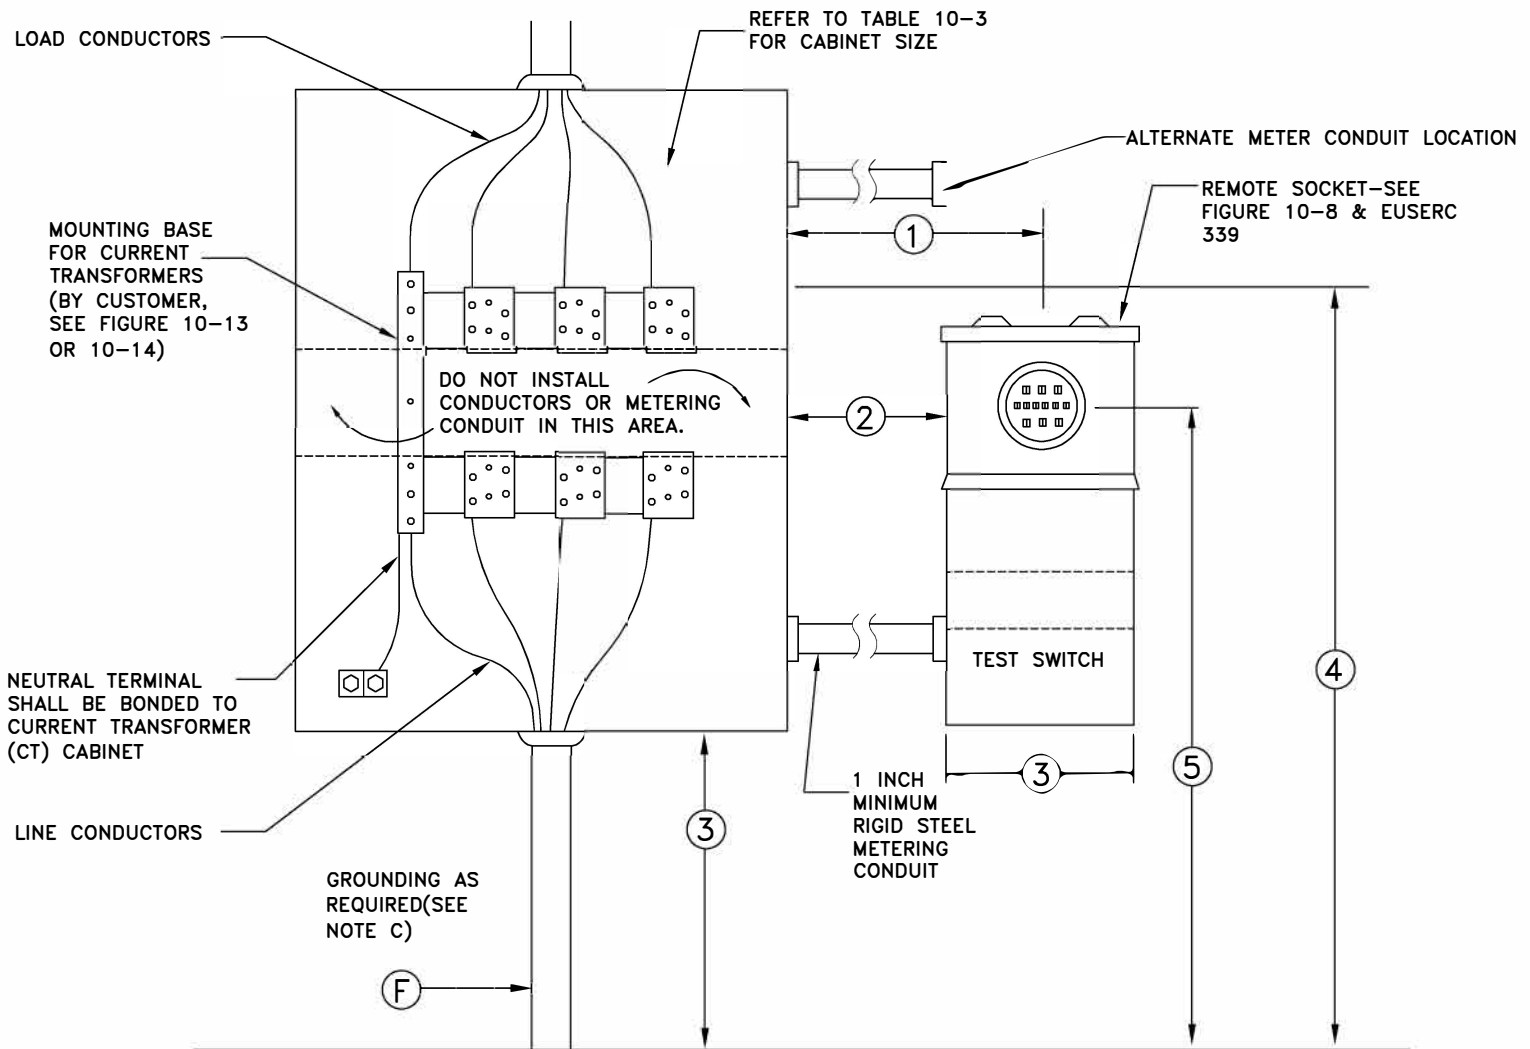 LOAD CONDUCTORS
REFER TO TABLE 10-3
FOR CABINET SIZE
ALTERNATE METER CONDUIT LOCATION
REMOTE SOCKET-SEE
FIGURE 10-8 & EUSERC
339
1
MOUNTING BASE
FOR CURRENT
TRANSFORMERS
(BY CUSTOMER,
SEE FIGURE 10-13
OR 10-14)
DO NOT INSTALL
CONDUCTORS OR METERING
CONDUIT IN THIS AREA.
2
TEST SWITCH
4
NEUTRAL TERMINAL
SHALL BE BONDED TO
CURRENT TRANSFORMER
(CT) CABINET
5
3
1 INCH
MINIMUM
RIGID STEEL
METERING
CONDUIT
LINE CONDUCTORS
3
GROUNDING AS
REQUIRED(SEE
NOTE C)
F